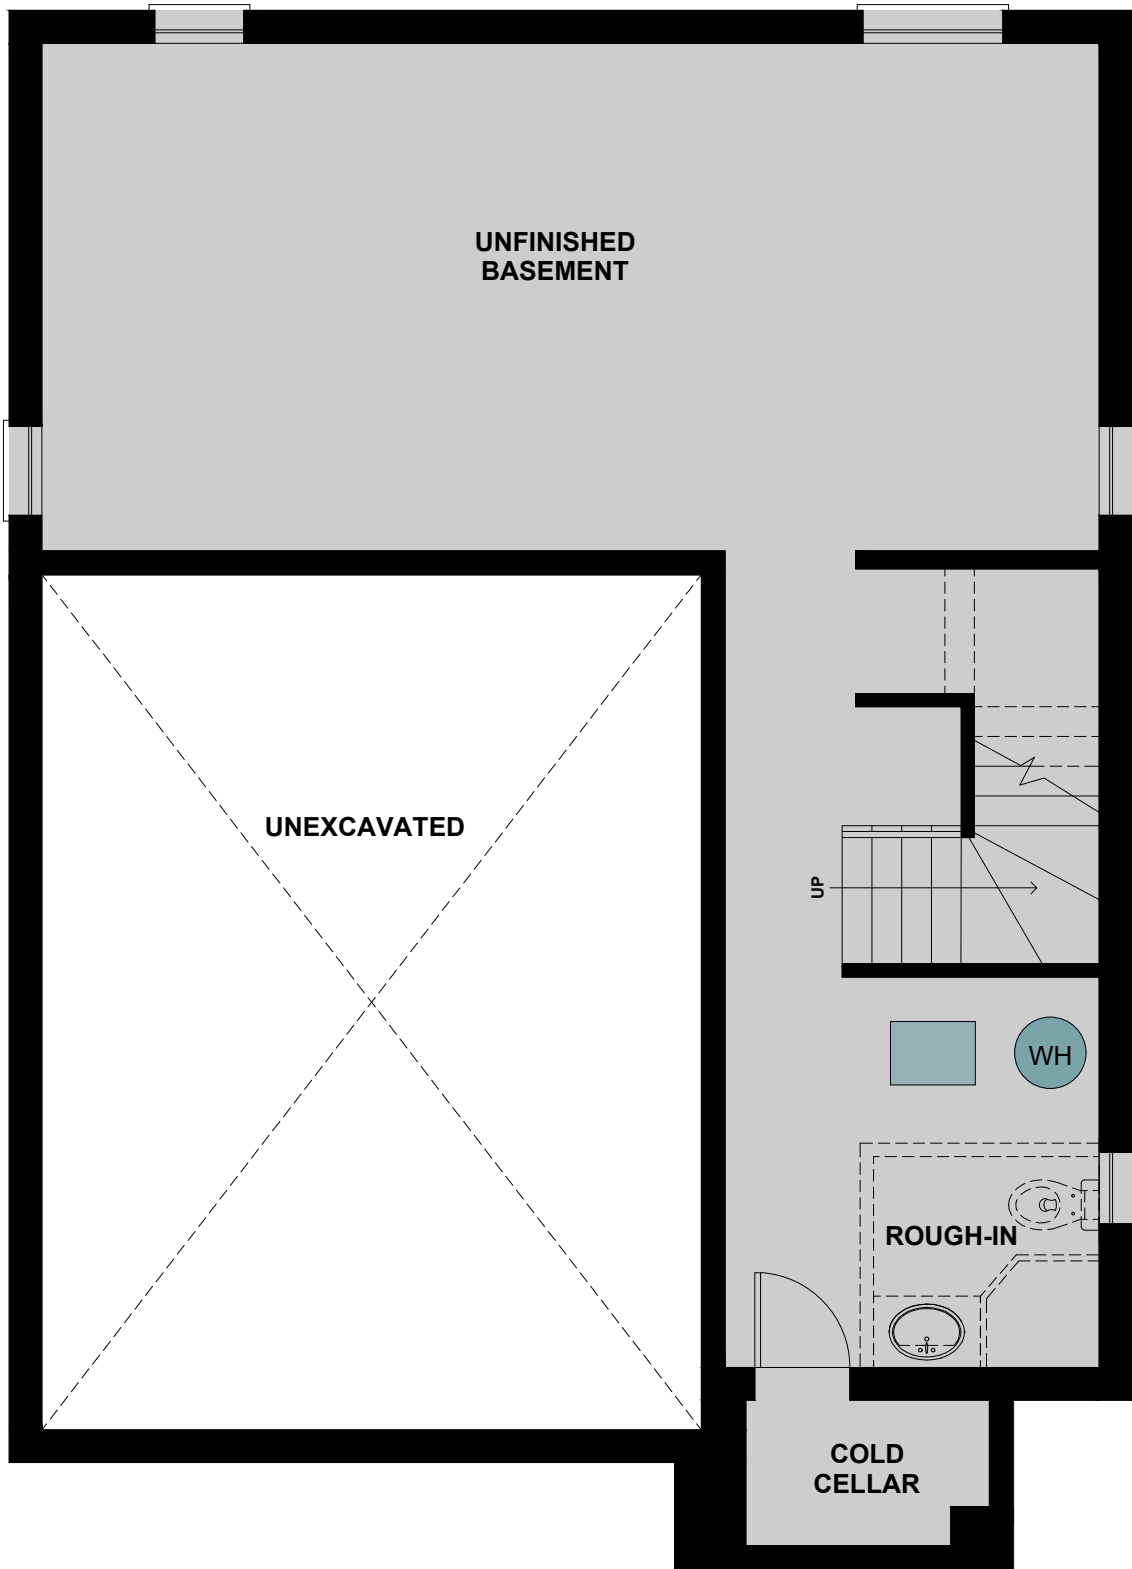 UNFINISHED
BASEMENT
UNEXCAVATED
UP
WH
ROUGH-IN
COLD
CELLAR